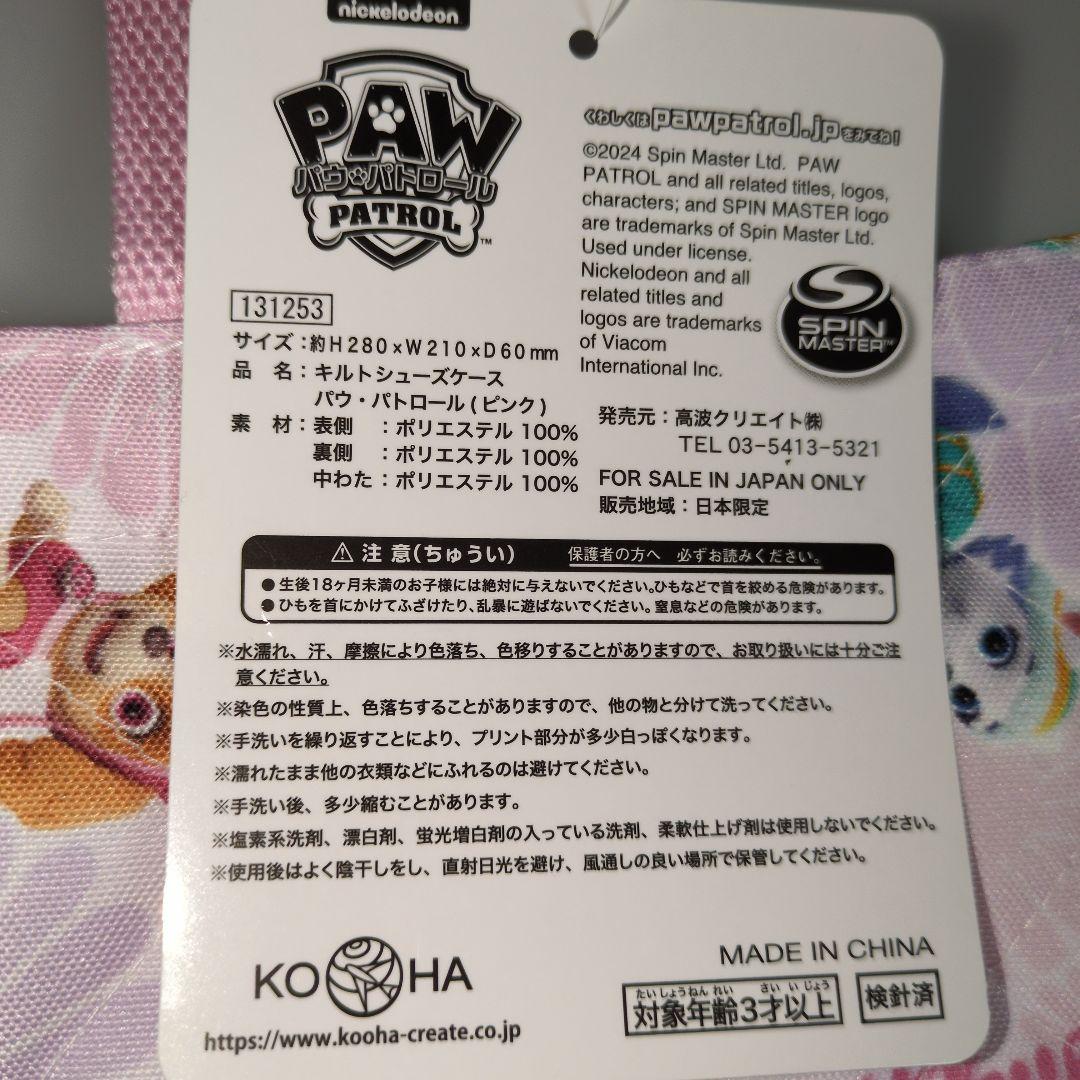 nickelodeon
PAW
パウ・パトロール
PATROL™
131253
サイズ：約H280×W210×D60mm
品　名：キルトシューズケース
パウ・パトロール(ピンク)
素　材：表側　：ポリエステル 100%
裏側　：ポリエステル 100%
中わた：ポリエステル 100%
くわしくはpawpatrol.jpをみてね!
©2024 Spin Master Ltd. PAW
PATROL and all related titles, logos,
characters; and SPIN MASTER logo
are trademarks of Spin Master Ltd.
Used under license.
Nickelodeon and all
related titles and
logos are trademarks
of Viacom
International Inc.
SPIN
MASTER™
発売元：高波クリエイト㈱
TEL 03-5413-5321
FOR SALE IN JAPAN ONLY
販売地域：日本限定
⚠ 注 意(ちゅうい)　保護者の方へ　必ずお読みください。
●生後18ヶ月未満のお子様には絶対に与えないでください。ひもなどで首を絞める危険があります。
●ひもを首にかけてふざけたり、乱暴に遊ばないでください。窒息などの危険があります。
※水濡れ、汗、摩擦により色落ち、色移りすることがありますので、お取り扱いには十分ご注
意ください。
※染色の性質上、色落ちすることがありますので、他の物と分けて洗ってください。
※手洗いを繰り返すことにより、プリント部分が多少白っぽくなります。
※濡れたまま他の衣類などにふれるのは避けてください。
※手洗い後、多少縮むことがあります。
※塩素系洗剤、漂白剤、蛍光増白剤の入っている洗剤、柔軟仕上げ剤は使用しないでください。
※使用後はよく陰干しをし、直射日光を避け、風通しの良い場所で保管してください。
KOOHA
https://www.kooha-create.co.jp
MADE IN CHINA
たいしょうねんれい　さいいじょう
対象年齢3才以上
検針済